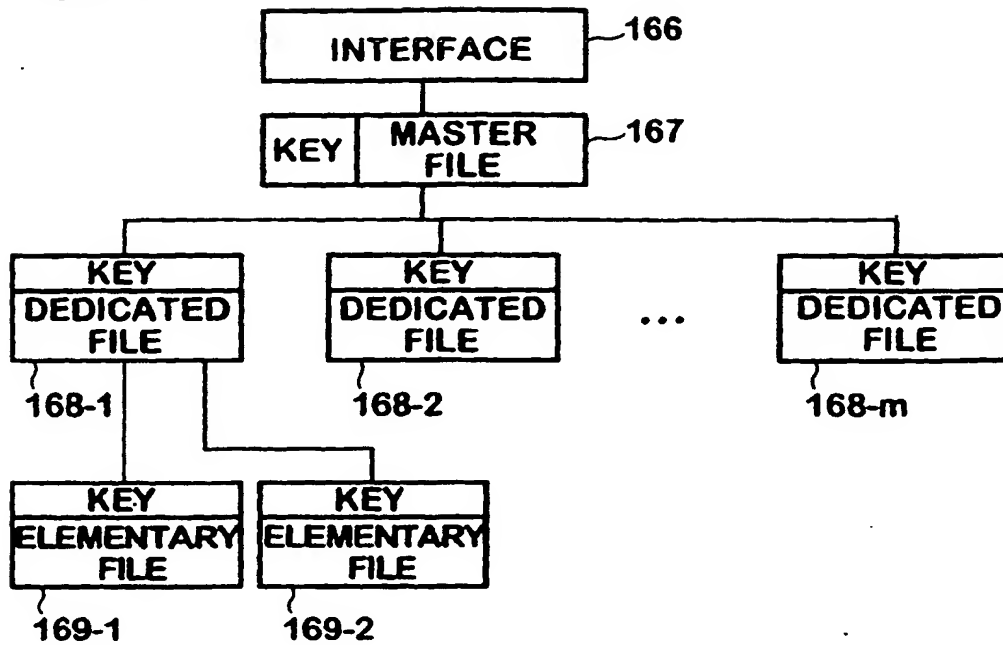 INTERFACE
166
KEY
MASTER
FILE
167
KEY
DEDICATED
FILE
168-1
KEY
DEDICATED
FILE
168-2
...
KEY
DEDICATED
FILE
168-m
KEY
ELEMENTARY
FILE
169-1
KEY
ELEMENTARY
FILE
169-2